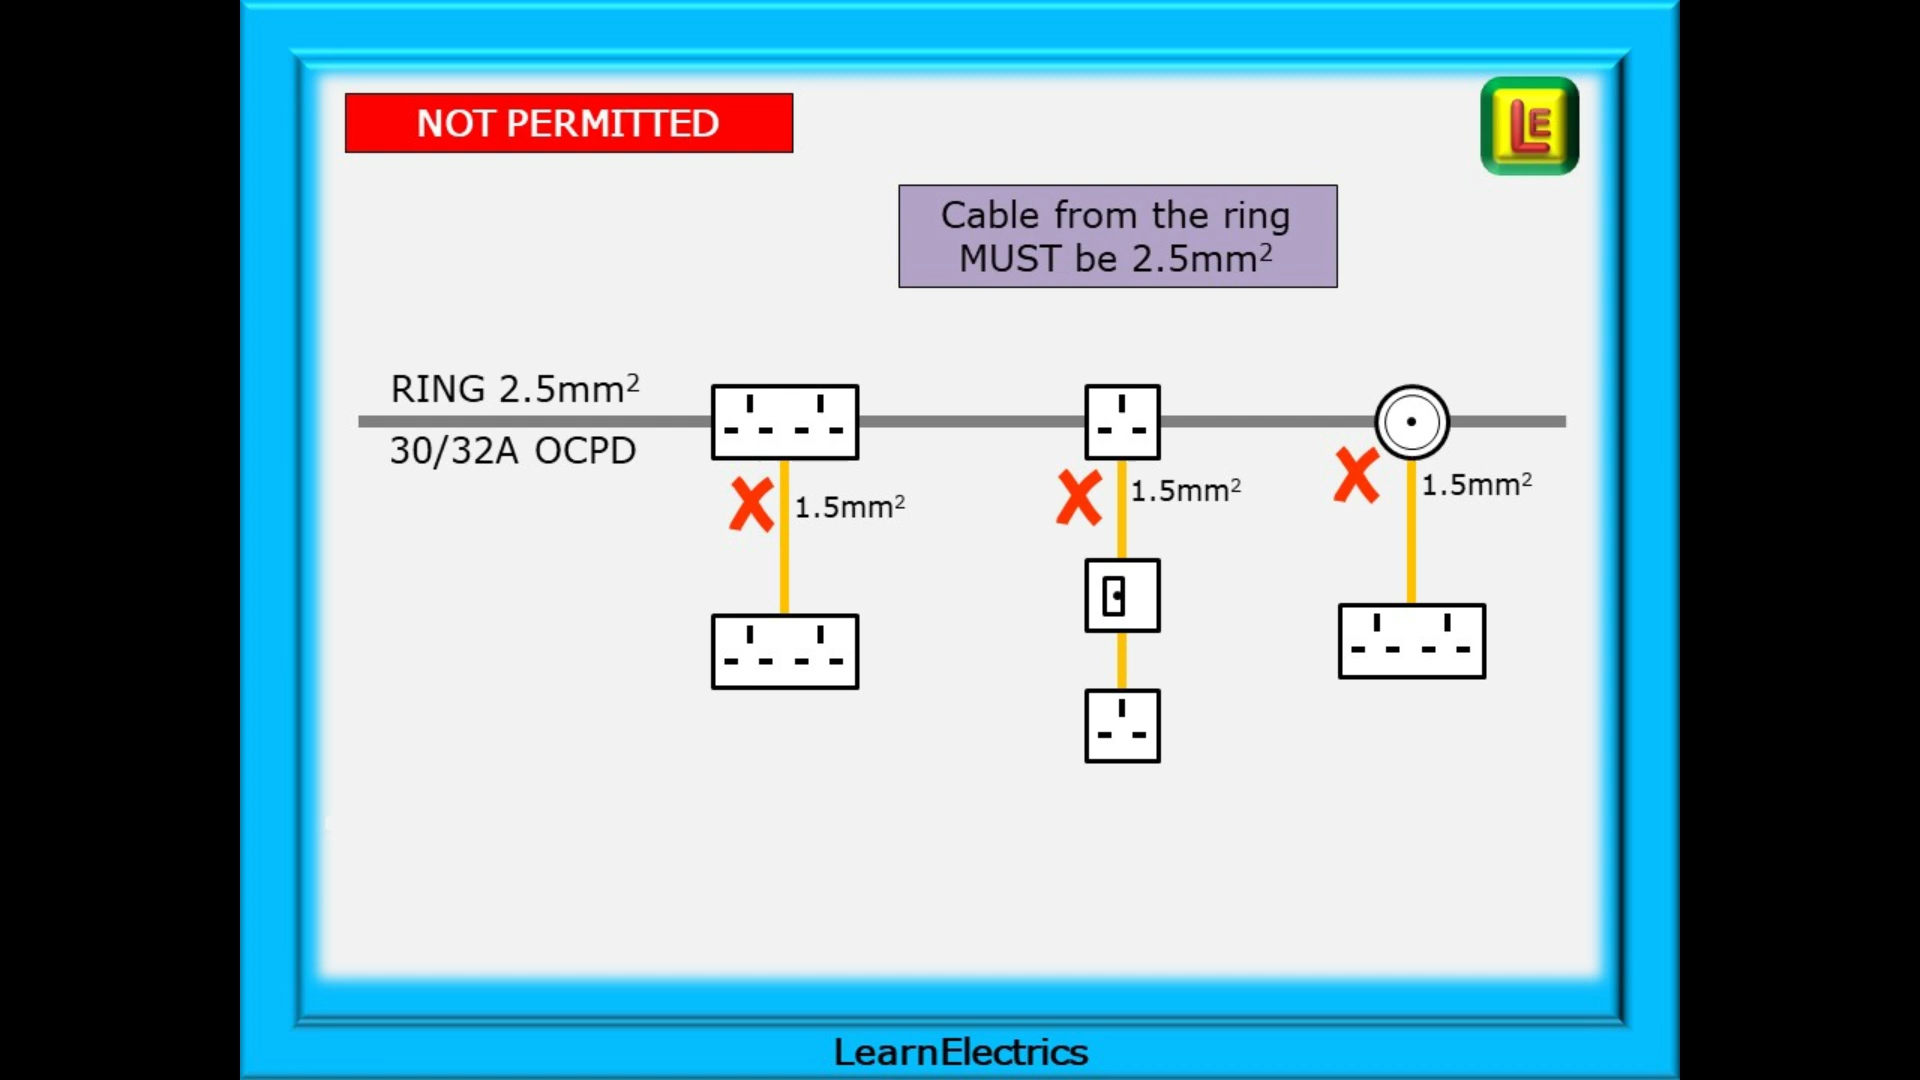 NOT PERMITTED
LE
Cable from the ring
MUST be 2.5mm²
RING 2.5mm²
30/32A OCPD
1.5mm²
1.5mm²
1.5mm²
LearnElectrics